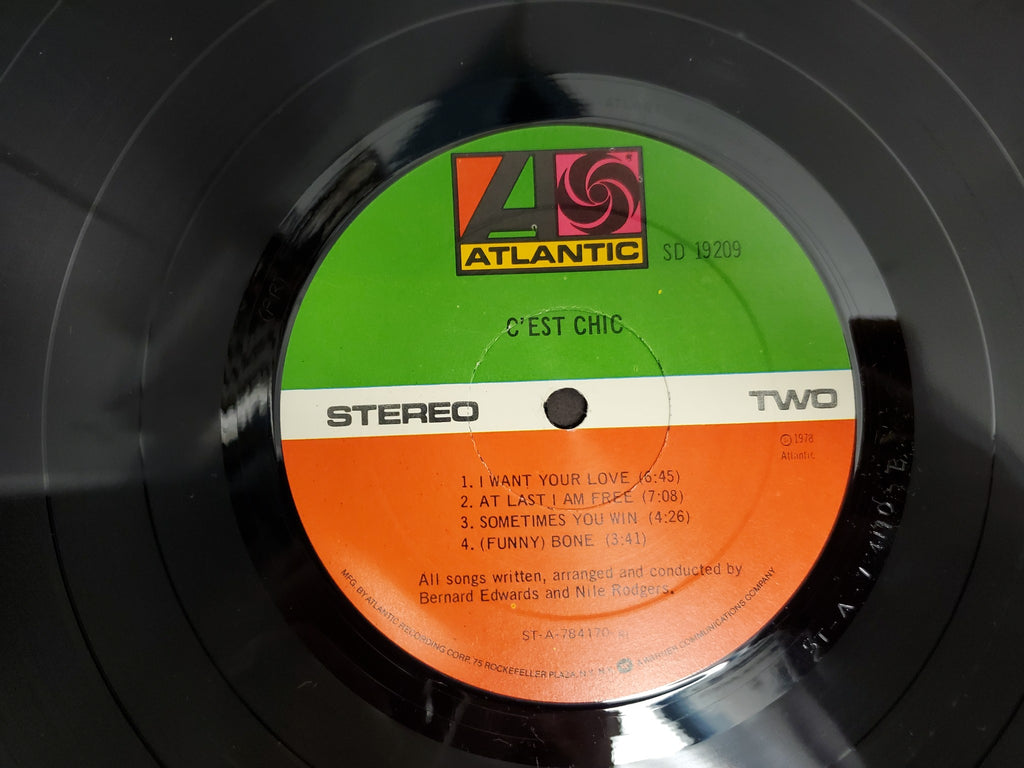 ATLANTIC
SD 19209
C'EST CHIC
STEREO
TWO
℗ 1978
Atlantic
1. I WANT YOUR LOVE (6:45)
2. AT LAST I AM FREE (7:08)
3. SOMETIMES YOU WIN (4:26)
4. (FUNNY) BONE (3:41)
All songs written, arranged and conducted by
Bernard Edwards and Nile Rodgers.
ST-A-784170
MFG. BY ATLANTIC RECORDING CORP. 75 ROCKEFELLER PLAZA, N.Y. N.Y. A WARNER COMMUNICATIONS COMPANY
ST-A